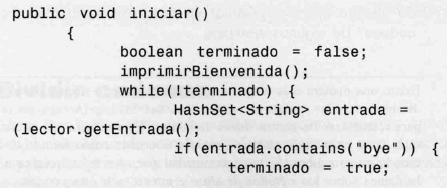 public void iniciar()
{
boolean terminado = false;
imprimirBienvenida();
while(!terminado) {
HashSet<String> entrada =
(lector.getEntrada();
if(entrada.contains("bye")) {
terminado = true;